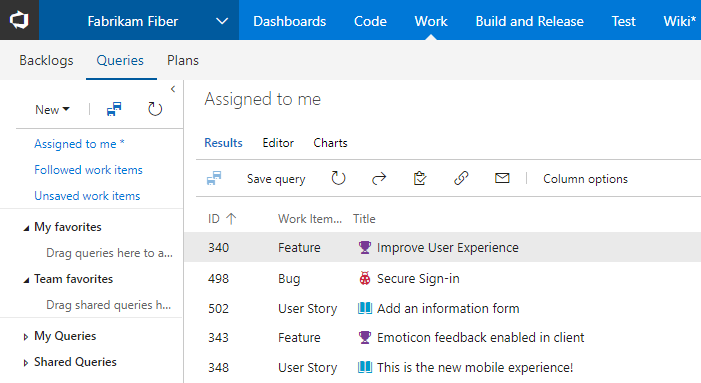 Fabrikam Fiber Dashboards Code Work Build and Release Test Wiki*
Backlogs Queries Plans
New
Assigned to me *
Followed work items
Unsaved work items
My favorites
Drag queries here to a...
Team favorites
Drag shared queries h...
My Queries
Shared Queries
Assigned to me
Results Editor Charts
Save query Column options
ID Work Item... Title
340 Feature Improve User Experience
498 Bug Secure Sign-in
502 User Story Add an information form
343 Feature Emoticon feedback enabled in client
348 User Story This is the new mobile experience!